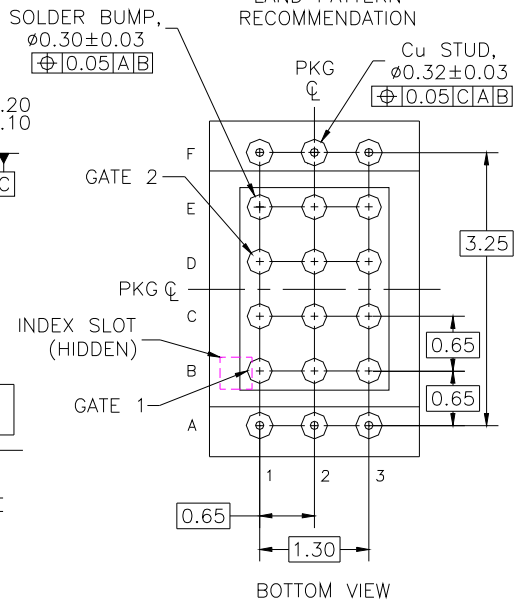 LAND PATTERN
RECOMMENDATION
SOLDER BUMP,
⌀0.30±0.03
⌖ 0.05 A B
Cu STUD,
⌀0.32±0.03
⌖ 0.05 C A B
PKG
℄
.20
.10
C
F
GATE 2
E
D
3.25
PKG ℄
C
INDEX SLOT
(HIDDEN)
0.65
B
GATE 1
0.65
A
1 2 3
0.65
1.30
BOTTOM VIEW